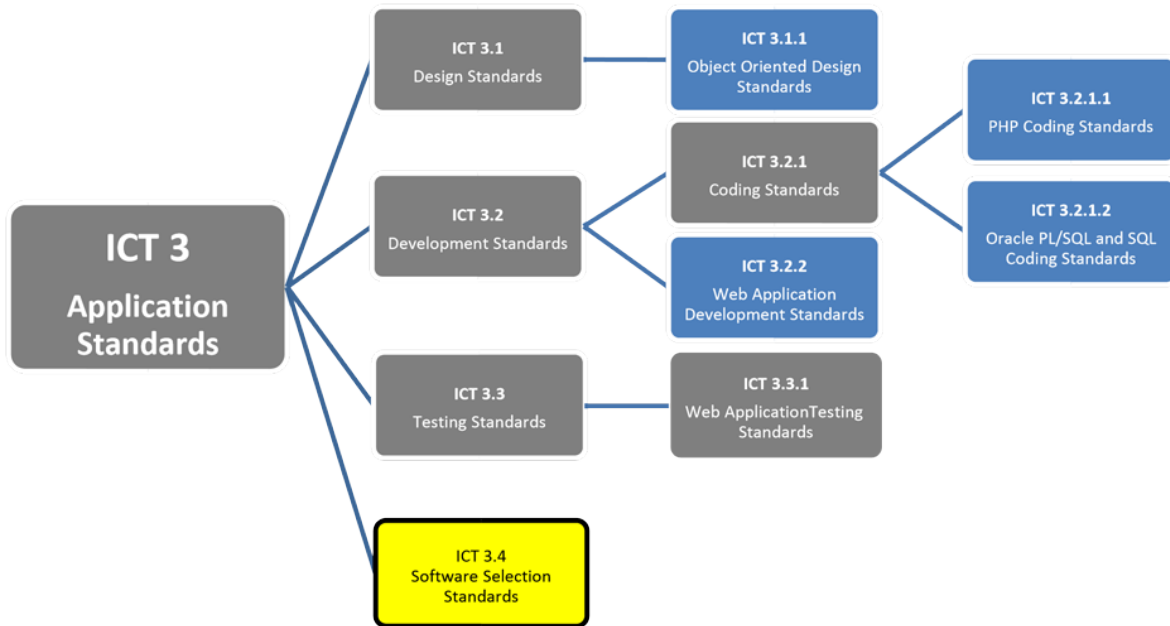 ICT 3
Application
Standards
ICT 3.1
Design Standards
ICT 3.1.1
Object Oriented Design
Standards
ICT 3.2
Development Standards
ICT 3.2.1
Coding Standards
ICT 3.2.1.1
PHP Coding Standards
ICT 3.2.1.2
Oracle PL/SQL and SQL
Coding Standards
ICT 3.2.2
Web Application
Development Standards
ICT 3.3
Testing Standards
ICT 3.3.1
Web ApplicationTesting
Standards
ICT 3.4
Software Selection
Standards